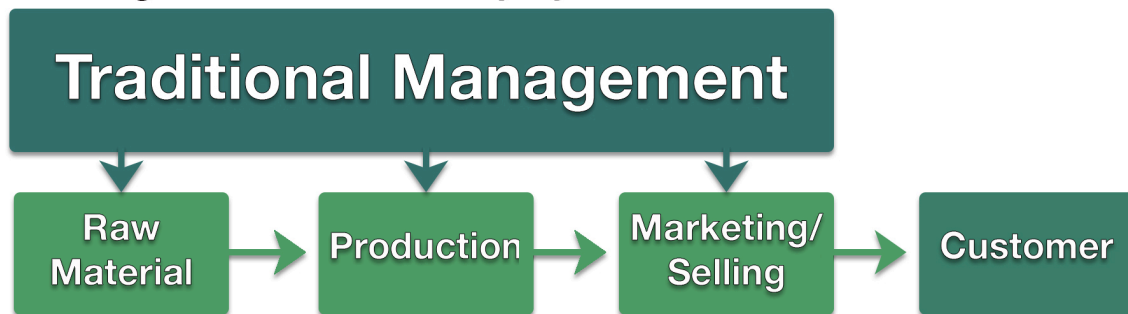 Traditional Management
Raw
Material
Production
Marketing/
Selling
Customer